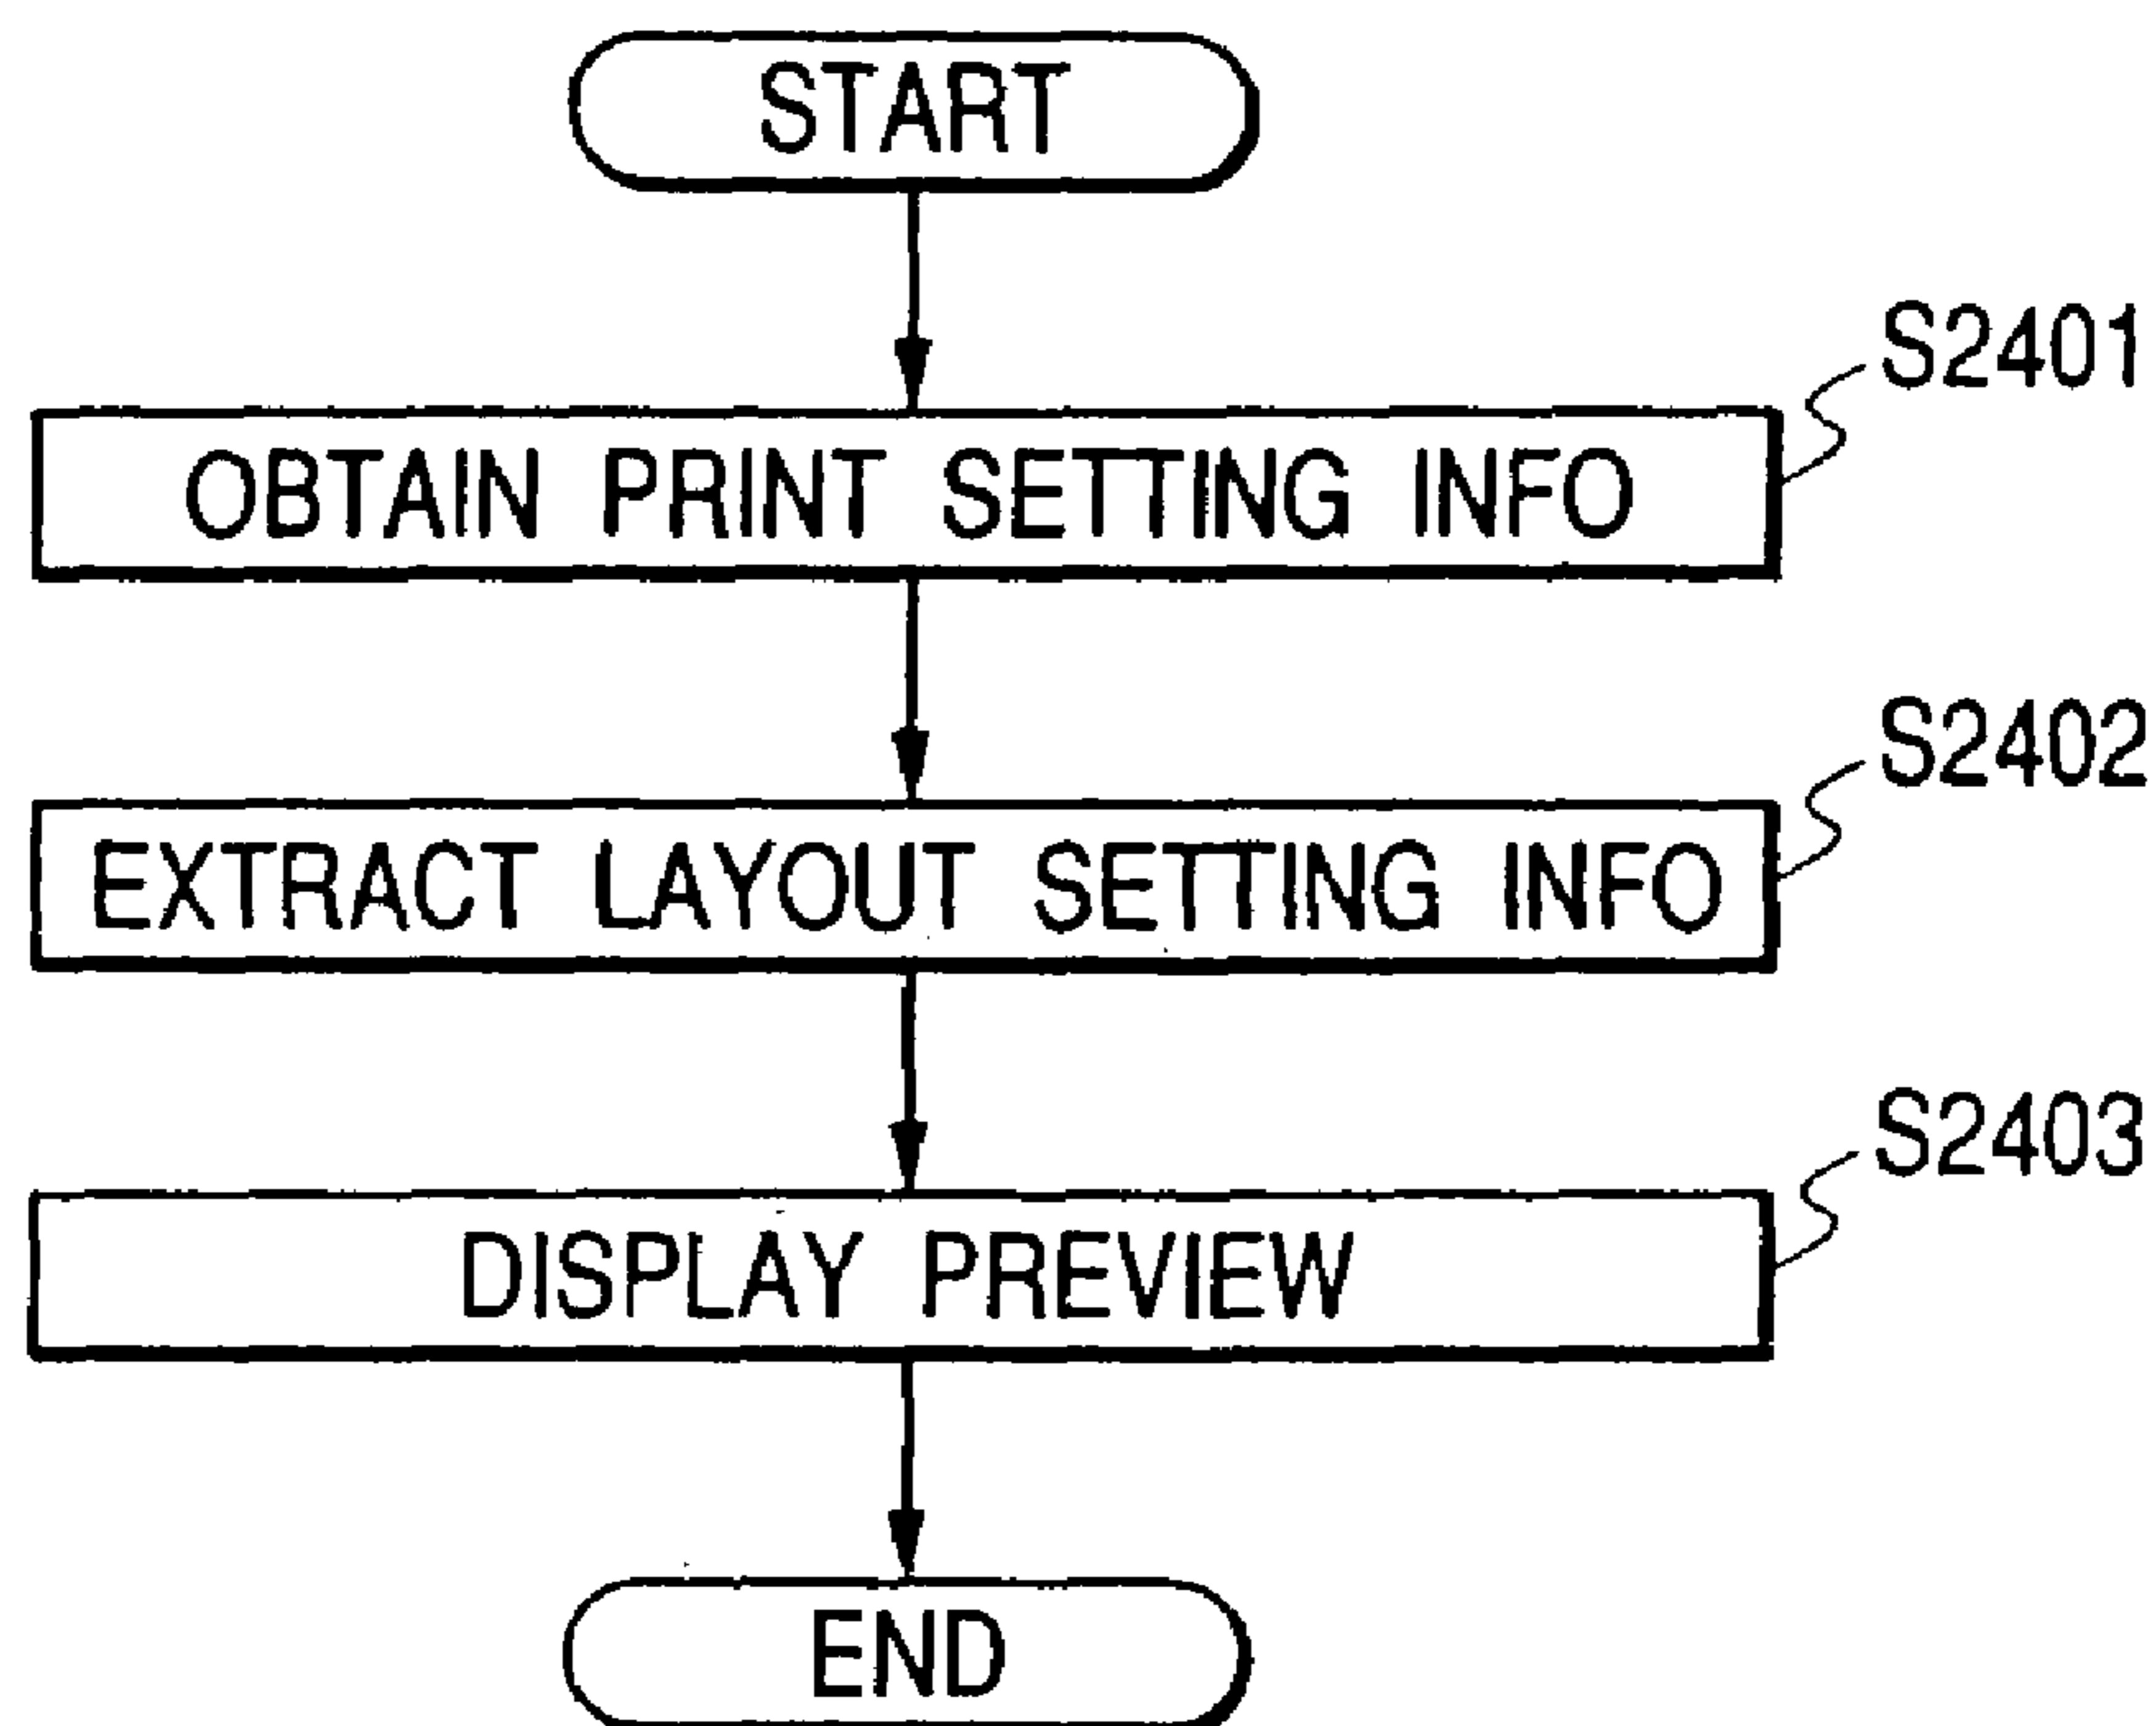 START
S2401
OBTAIN PRINT SETTING INFO
S2402
EXTRACT LAYOUT SETTING INFO
S2403
DISPLAY PREVIEW
END